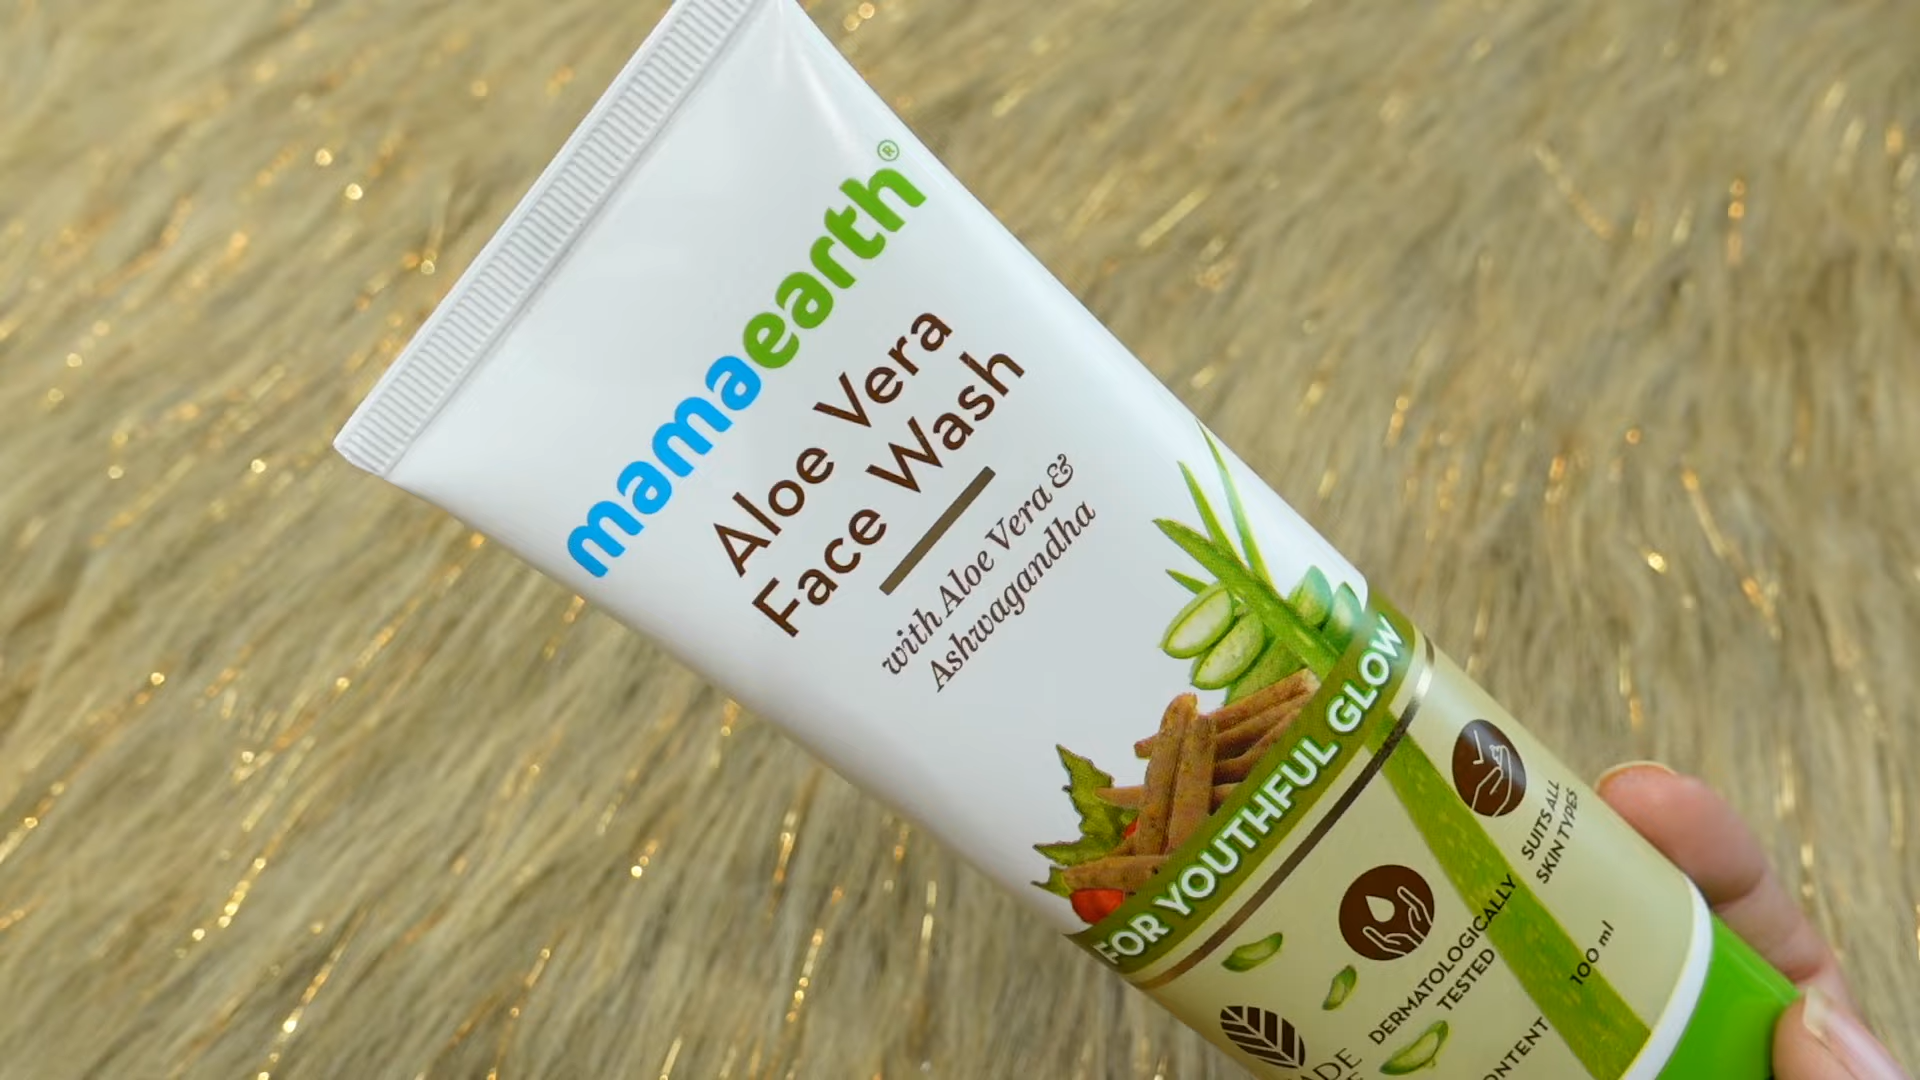 mamaearth®
Aloe Vera
Face Wash
with Aloe Vera &
Ashwagandha
FOR YOUTHFUL GLOW
SUITS ALL
SKIN TYPES
DERMATOLOGICALLY
TESTED
100 ml